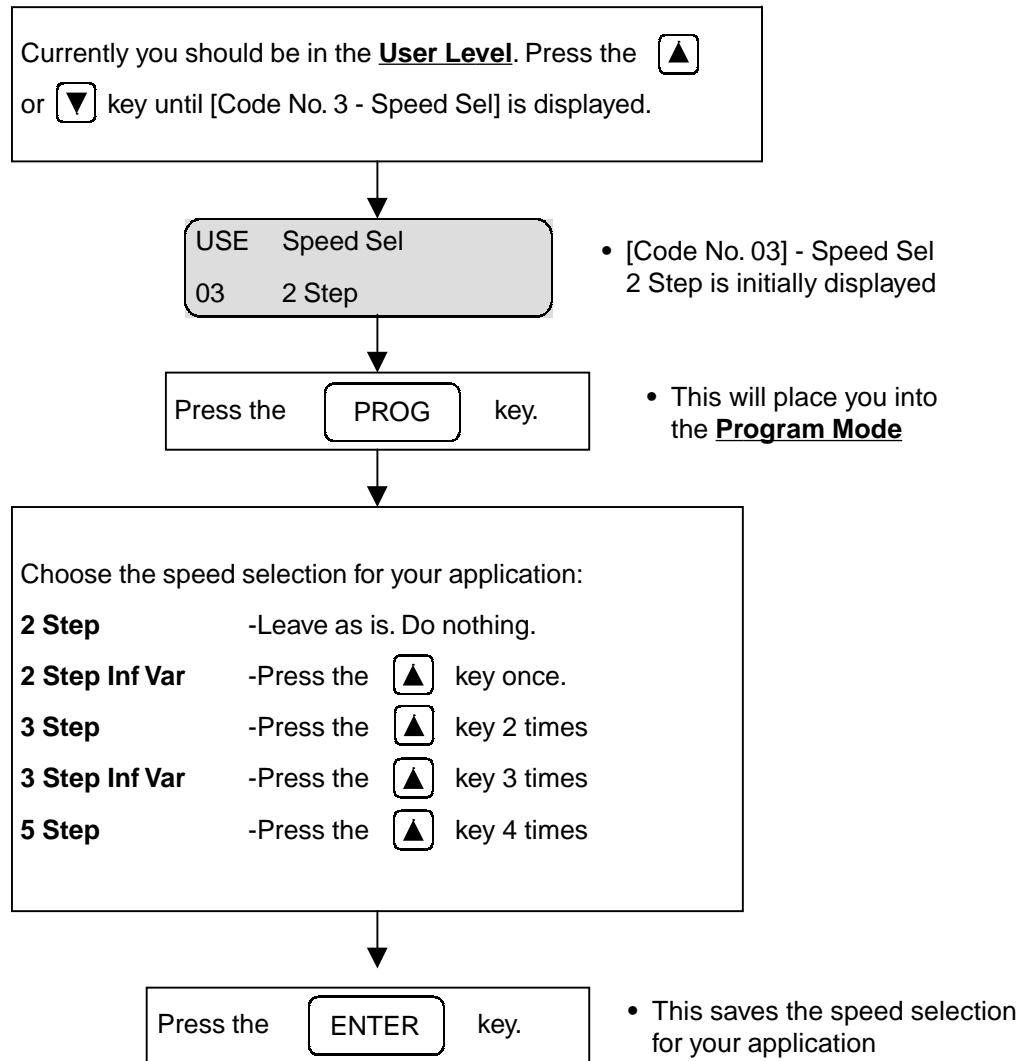 Currently you should be in the User Level. Press the ▲
or ▼ key until [Code No. 3 - Speed Sel] is displayed.
USE Speed Sel
03 2 Step
• [Code No. 03] - Speed Sel
2 Step is initially displayed
Press the PROG key.
• This will place you into
the Program Mode
Choose the speed selection for your application:
2 Step -Leave as is. Do nothing.
2 Step Inf Var -Press the ▲ key once.
3 Step -Press the ▲ key 2 times
3 Step Inf Var -Press the ▲ key 3 times
5 Step -Press the ▲ key 4 times
Press the ENTER key.
• This saves the speed selection
for your application